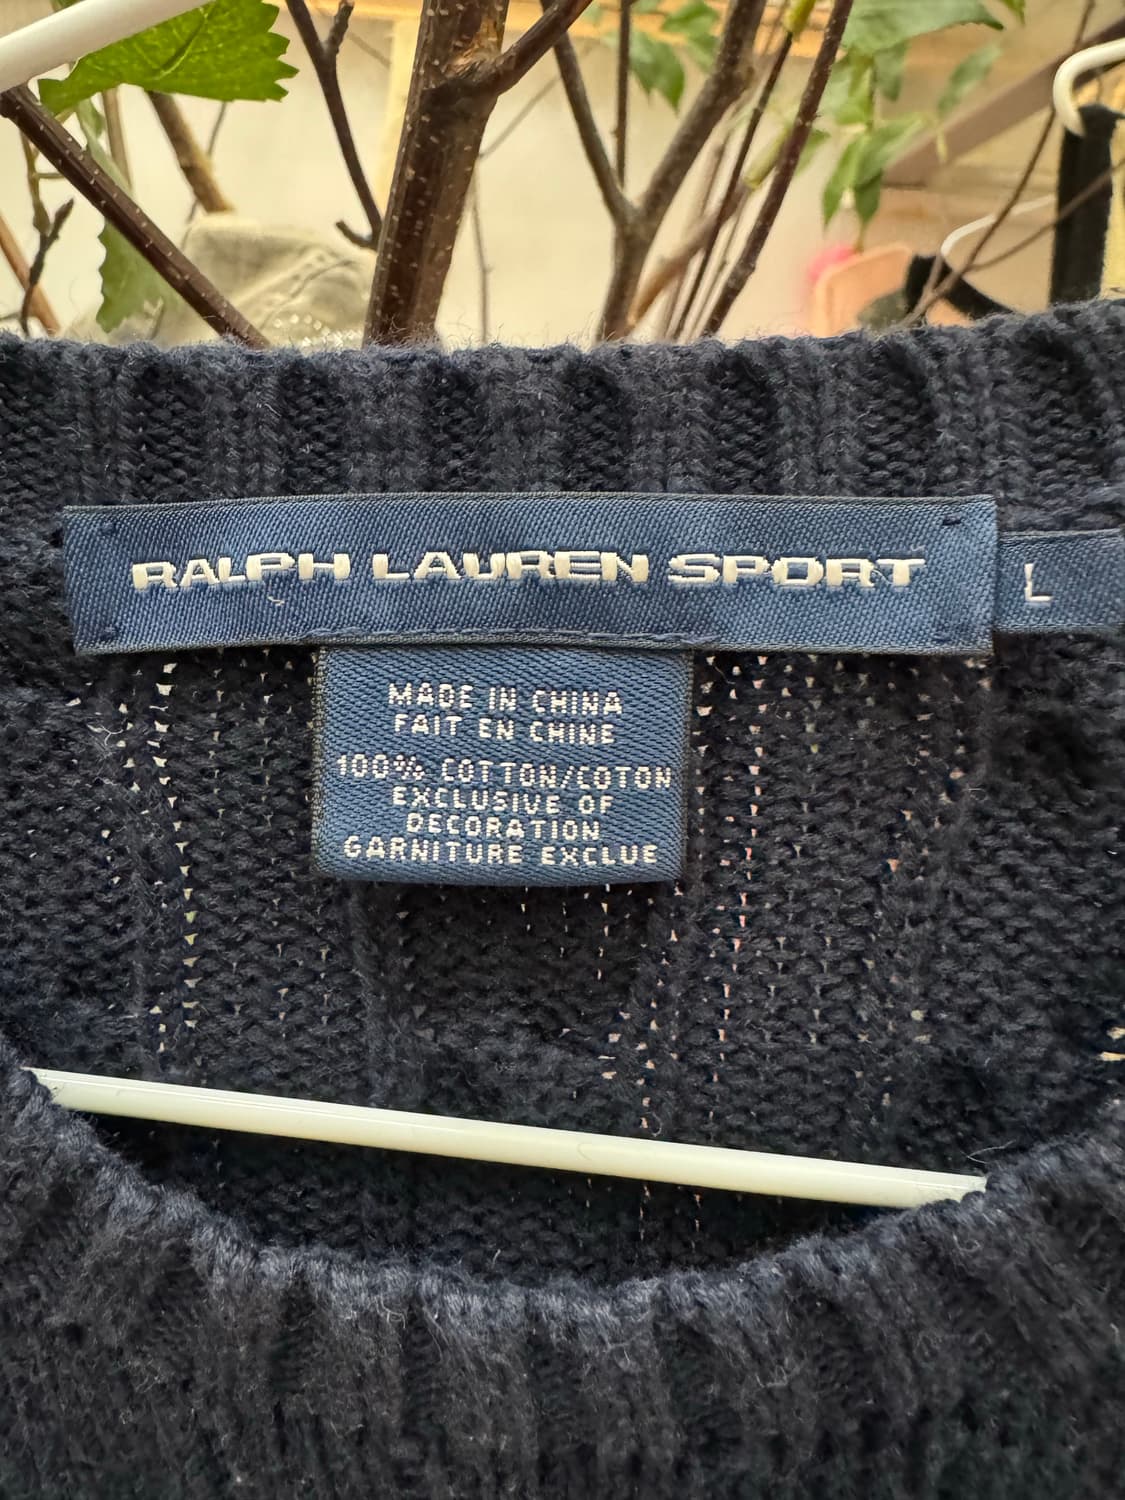 RALPH LAUREN SPORT
L
MADE IN CHINA
FAIT EN CHINE
100% COTTON/COTON
EXCLUSIVE OF
DECORATION
GARNITURE EXCLUE